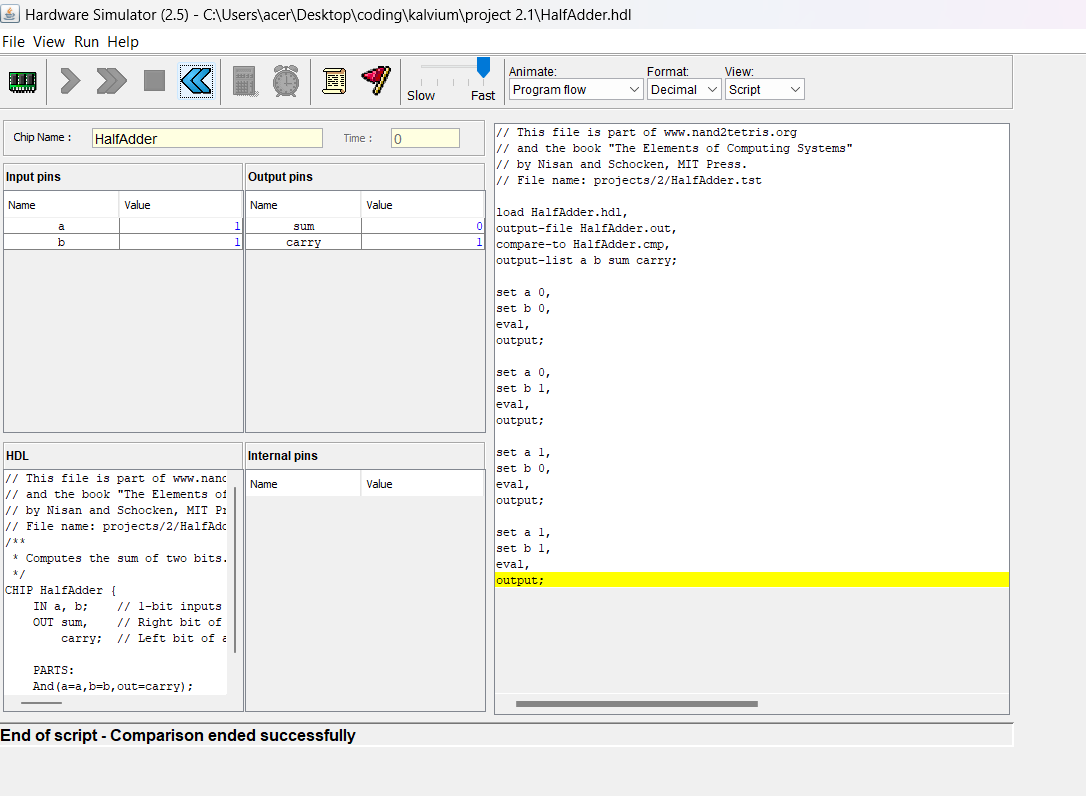 Hardware Simulator (2.5) - C:\Users\acer\Desktop\coding\kalvium\project 2.1\HalfAdder.hdl
File View Run Help
Slow Fast
Animate: Format: View:
Program flow Decimal Script
Chip Name : HalfAdder Time : 0
Input pins
Name Value
a 1
b 1
Output pins
Name Value
sum 0
carry 1
HDL
// This file is part of www.nand
// and the book "The Elements of
// by Nisan and Schocken, MIT Pr
// File name: projects/2/HalfAdd
/**
* Computes the sum of two bits.
*/
CHIP HalfAdder {
IN a, b; // 1-bit inputs
OUT sum, // Right bit of
carry; // Left bit of a
PARTS:
And(a=a,b=b,out=carry);
Internal pins
Name Value
// This file is part of www.nand2tetris.org
// and the book "The Elements of Computing Systems"
// by Nisan and Schocken, MIT Press.
// File name: projects/2/HalfAdder.tst
load HalfAdder.hdl,
output-file HalfAdder.out,
compare-to HalfAdder.cmp,
output-list a b sum carry;
set a 0,
set b 0,
eval,
output;
set a 0,
set b 1,
eval,
output;
set a 1,
set b 0,
eval,
output;
set a 1,
set b 1,
eval,
output;
End of script - Comparison ended successfully